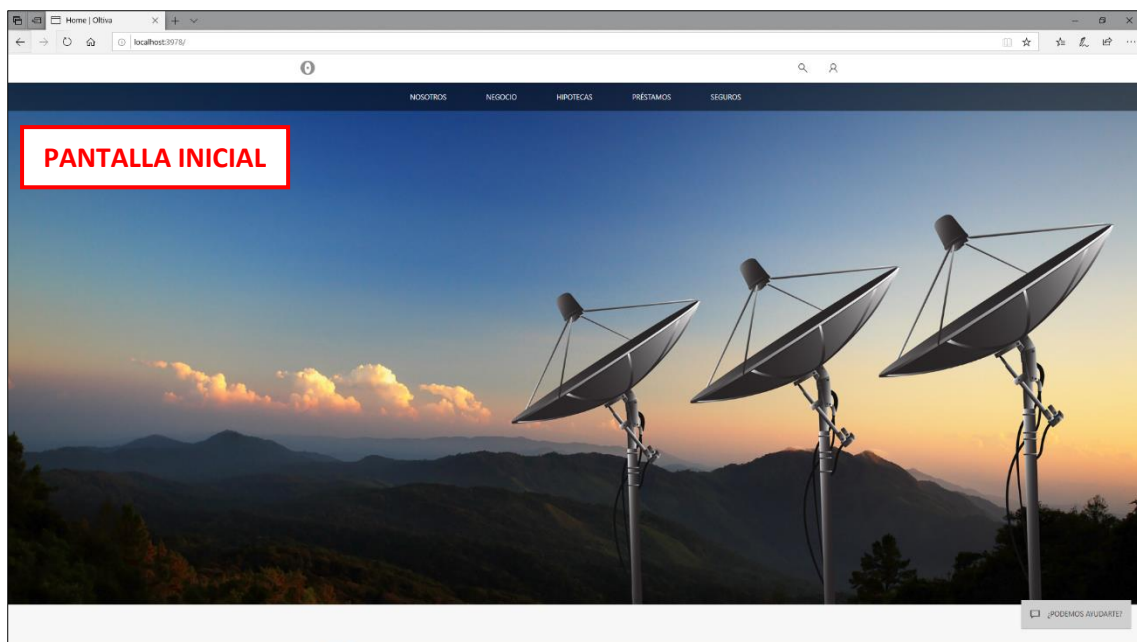 Home | Oltiva
localhost:3978/
NOSOTROS NEGOCIO HIPOTECAS PRÉSTAMOS SEGUROS
PANTALLA INICIAL
¿PODEMOS AYUDARTE?